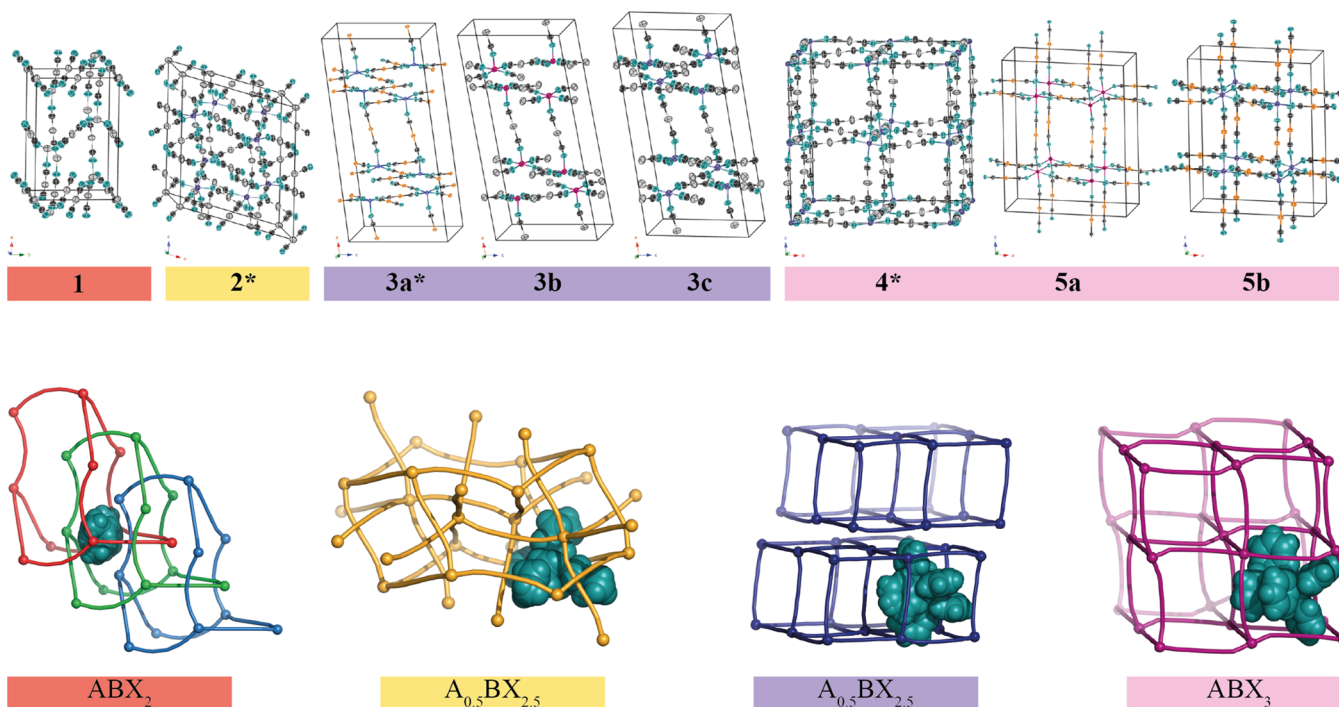 1 2* 3a* 3b 3c 4* 5a 5b
ABX₂ A₀.₅BX₂.₅ A₀.₅BX₂.₅ ABX₃